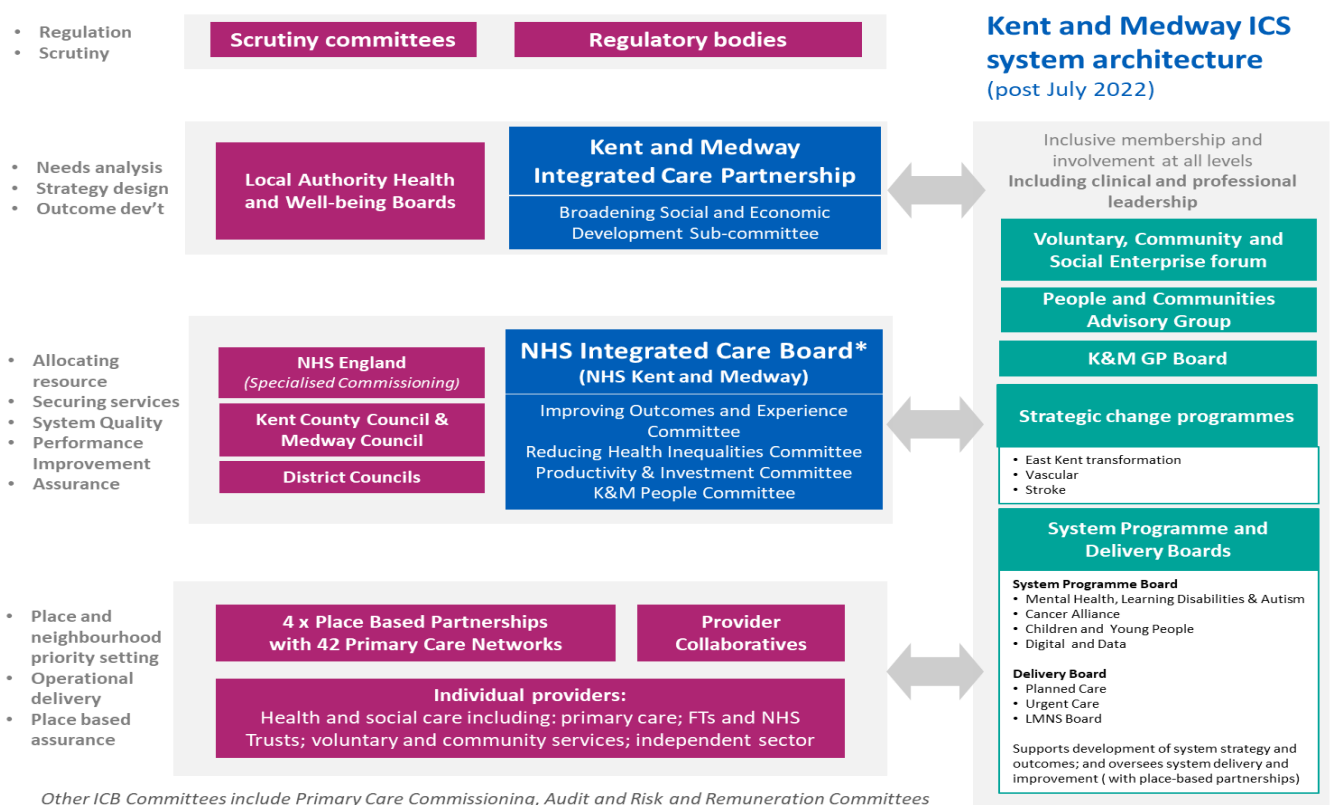 • Regulation
• Scrutiny
Scrutiny committees
Regulatory bodies
Kent and Medway ICS
system architecture
(post July 2022)
• Needs analysis
• Strategy design
• Outcome dev’t
Local Authority Health
and Well-being Boards
Kent and Medway
Integrated Care Partnership
Broadening Social and Economic
Development Sub-committee
• Allocating
resource
• Securing services
• System Quality
• Performance
Improvement
• Assurance
NHS England
(Specialised Commissioning)
Kent County Council &
Medway Council
District Councils
NHS Integrated Care Board*
(NHS Kent and Medway)
Improving Outcomes and Experience
Committee
Reducing Health Inequalities Committee
Productivity & Investment Committee
K&M People Committee
• Place and
neighbourhood
priority setting
• Operational
delivery
• Place based
assurance
4 x Place Based Partnerships
with 42 Primary Care Networks
Provider
Collaboratives
Individual providers:
Health and social care including: primary care; FTs and NHS
Trusts; voluntary and community services; independent sector
Other ICB Committees include Primary Care Commissioning, Audit and Risk and Remuneration Committees
Inclusive membership and
involvement at all levels
Including clinical and professional
leadership
Voluntary, Community and
Social Enterprise forum
People and Communities
Advisory Group
K&M GP Board
Strategic change programmes
• East Kent transformation
• Vascular
• Stroke
System Programme and
Delivery Boards
System Programme Board
• Mental Health, Learning Disabilities & Autism
• Cancer Alliance
• Children and Young People
• Digital and Data
Delivery Board
• Planned Care
• Urgent Care
• LMNS Board
Supports development of system strategy and
outcomes; and oversees system delivery and
improvement ( with place-based partnerships)